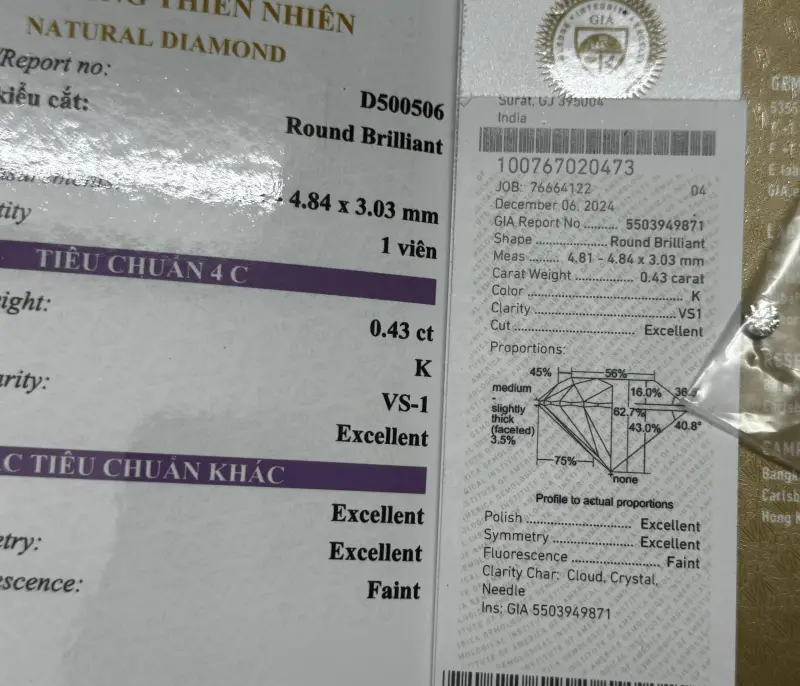 THIÊN NHIÊN
NATURAL DIAMOND
/Report no:
D500506
kiểu cắt:
Round Brilliant
- 4.84 x 3.03 mm
1 viên
TIÊU CHUẨN 4 C
0.43 ct
K
VS-1
Excellent
TIÊU CHUẨN KHÁC
Excellent
Excellent
Faint
GIA
INTEGRITY
Surat, GJ 395004
India
100767020473
JOB: 76664122 04
December 06, 2024
GIA Report No .......... 5503949871
Shape .................. Round Brilliant
Meas ........ 4.81 - 4.84 x 3.03 mm
Carat Weight .................. 0.43 carat
Color .................. K
Clarity .................. VS1
Cut .................. Excellent
Proportions:
45% 56%
medium
-
slightly
thick
(faceted)
3.5%
16.0%
62.7%
43.0% 40.8°
75%
none
Profile to actual proportions
Polish .................. Excellent
Symmetry .................. Excellent
Fluorescence .................. Faint
Clarity Char: Cloud, Crystal,
Needle
Ins: GIA 5503949871